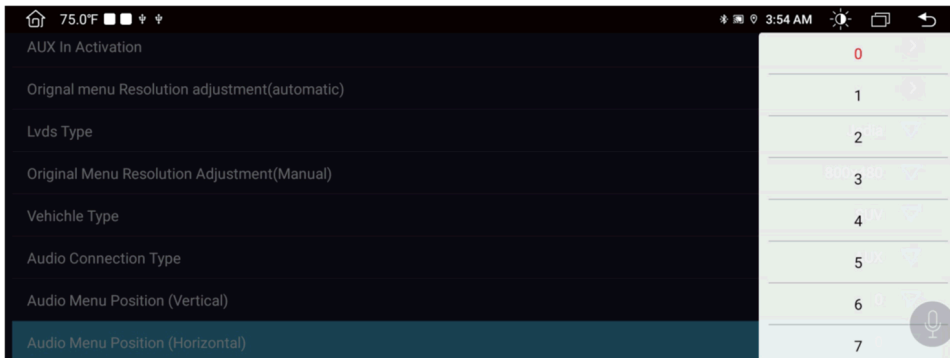 75.0°F 3:54 AM
AUX In Activation
0
Orignal menu Resolution adjustment(automatic)
1
Lvds Type
2
Original Menu Resolution Adjustment(Manual)
3
Vehichle Type
4
Audio Connection Type
5
Audio Menu Position (Vertical)
6
Audio Menu Position (Horizontal)
7